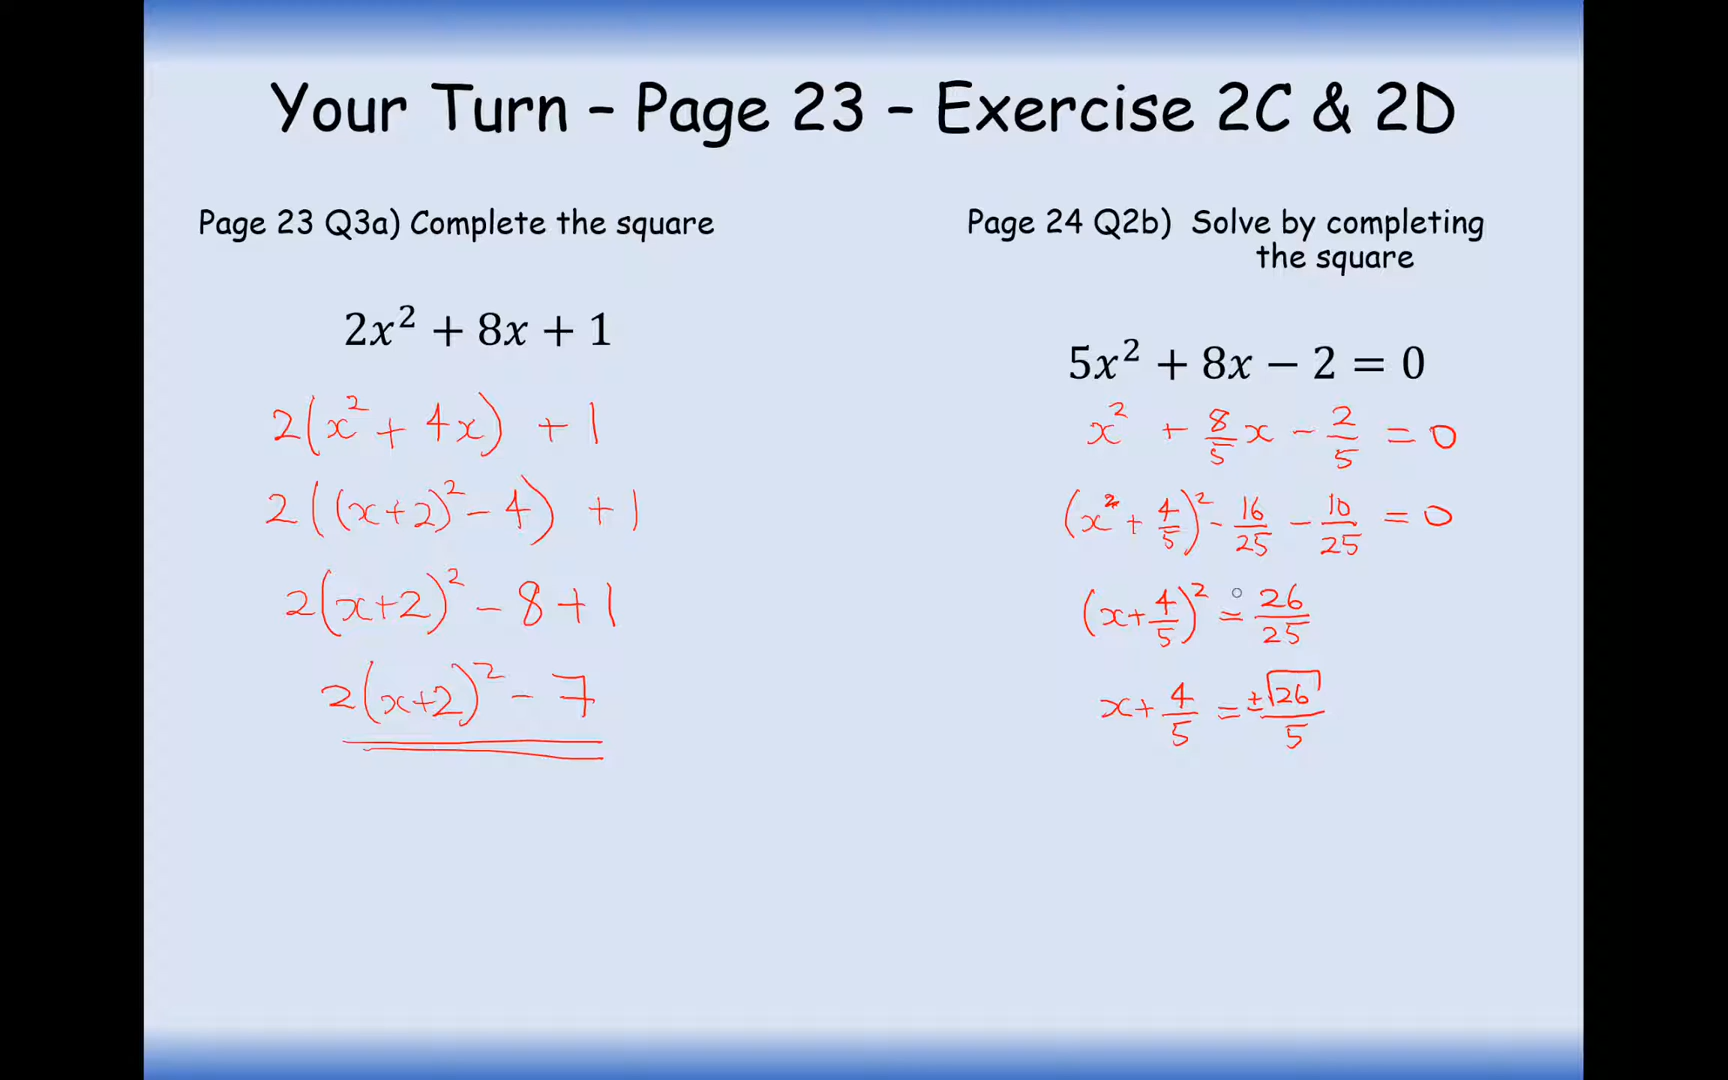 Your Turn – Page 23 – Exercise 2C & 2D
Page 23 Q3a) Complete the square
2x² + 8x + 1
2(x² + 4x) + 1
2((x+2)² - 4) + 1
2(x+2)² - 8 + 1
2(x+2)² - 7
Page 24 Q2b) Solve by completing
the square
5x² + 8x − 2 = 0
x² + 8/5 x - 2/5 = 0
(x² + 4/5)² - 16/25 - 10/25 = 0
(x + 4/5)² = 26/25
x + 4/5 = ±√26/5